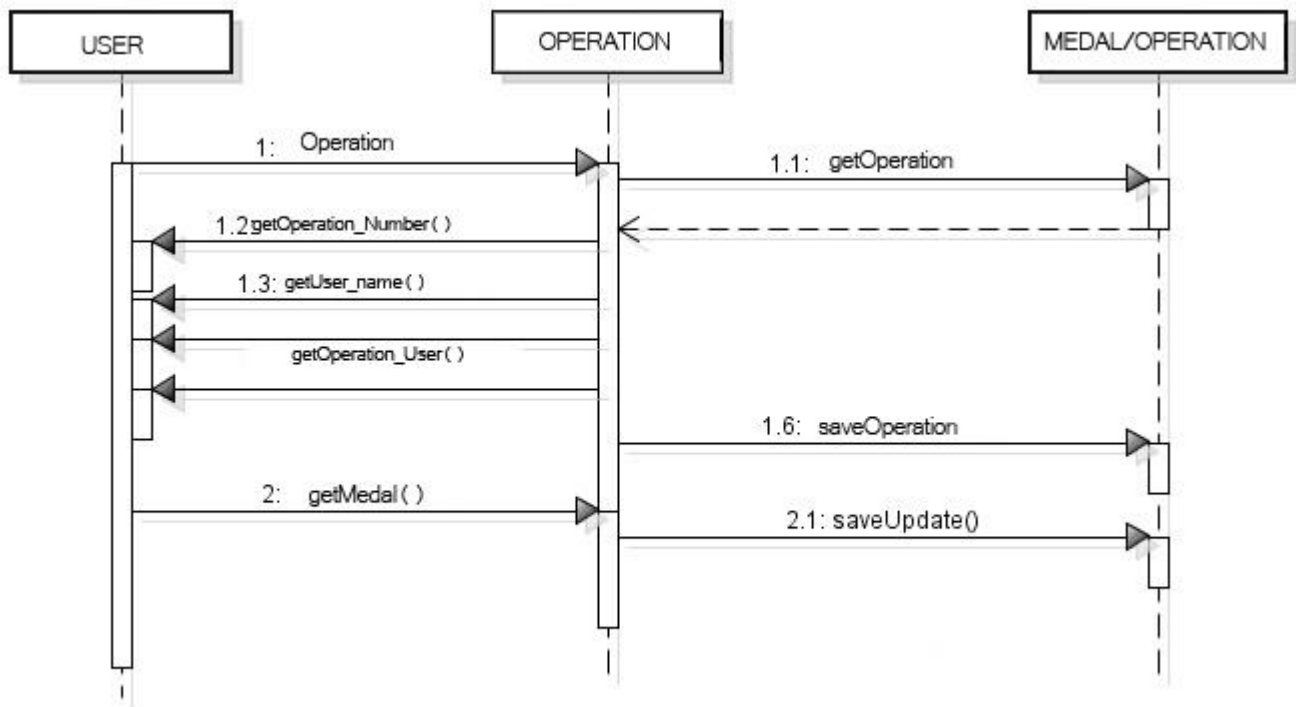 USER
OPERATION
MEDAL/OPERATION
1: Operation
1.1: getOperation
1.2: getOperation_Number( )
1.3: getUser_name( )
getOperation_User( )
1.6: saveOperation
2: getMedal( )
2.1: saveUpdate()